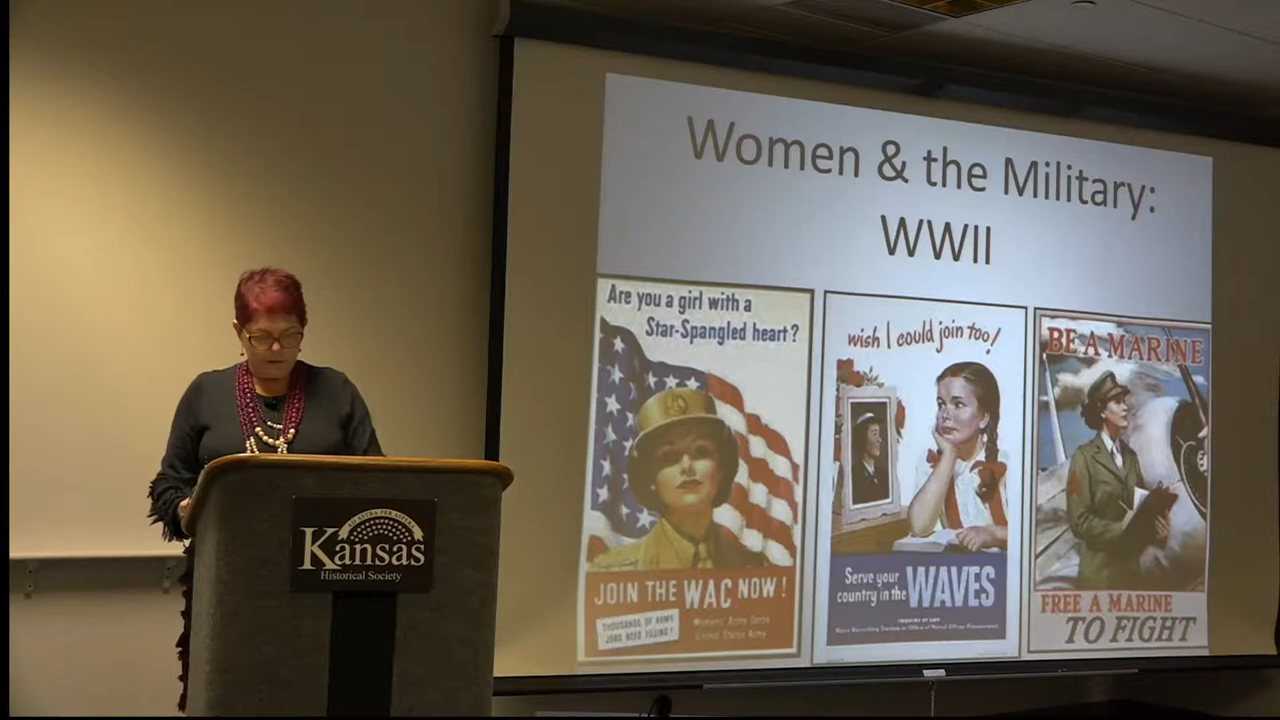 Women & the Military:
WWII
Are you a girl with a
Star-Spangled heart?
JOIN THE WAC NOW!
THOUSANDS OF ARMY
JOBS NEED FILLING!
Women's Army Corps
United States Army
wish I could join too!
Serve your
country in the WAVES
BE A MARINE
FREE A MARINE
TO FIGHT
AD ASTRA PER ASPERA
Kansas
Historical Society